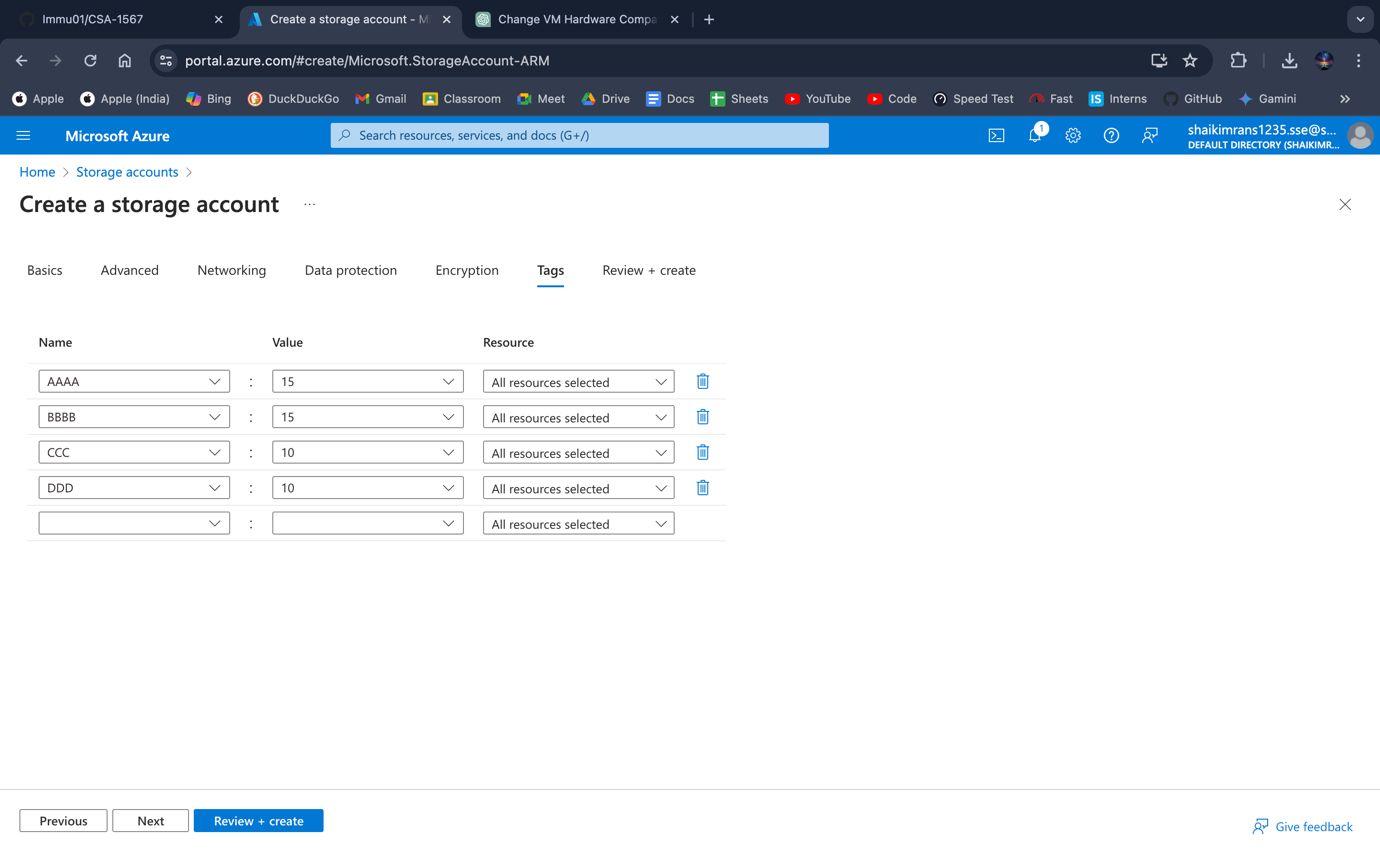 Immu01/CSA-1567
Create a storage account - Mi
Change VM Hardware Compa
portal.azure.com/#create/Microsoft.StorageAccount-ARM
Apple Apple (India) Bing DuckDuckGo Gmail Classroom Meet Drive Docs Sheets YouTube Code Speed Test Fast IS Interns GitHub Gamini
Microsoft Azure
Search resources, services, and docs (G+/)
1
shaikimrans1235.sse@s...
DEFAULT DIRECTORY (SHAIKIMR...
Home > Storage accounts >
Create a storage account ...
Basics Advanced Networking Data protection Encryption Tags Review + create
Name Value Resource
AAAA : 15 All resources selected
BBBB : 15 All resources selected
CCC : 10 All resources selected
DDD : 10 All resources selected
: All resources selected
Previous Next Review + create
Give feedback